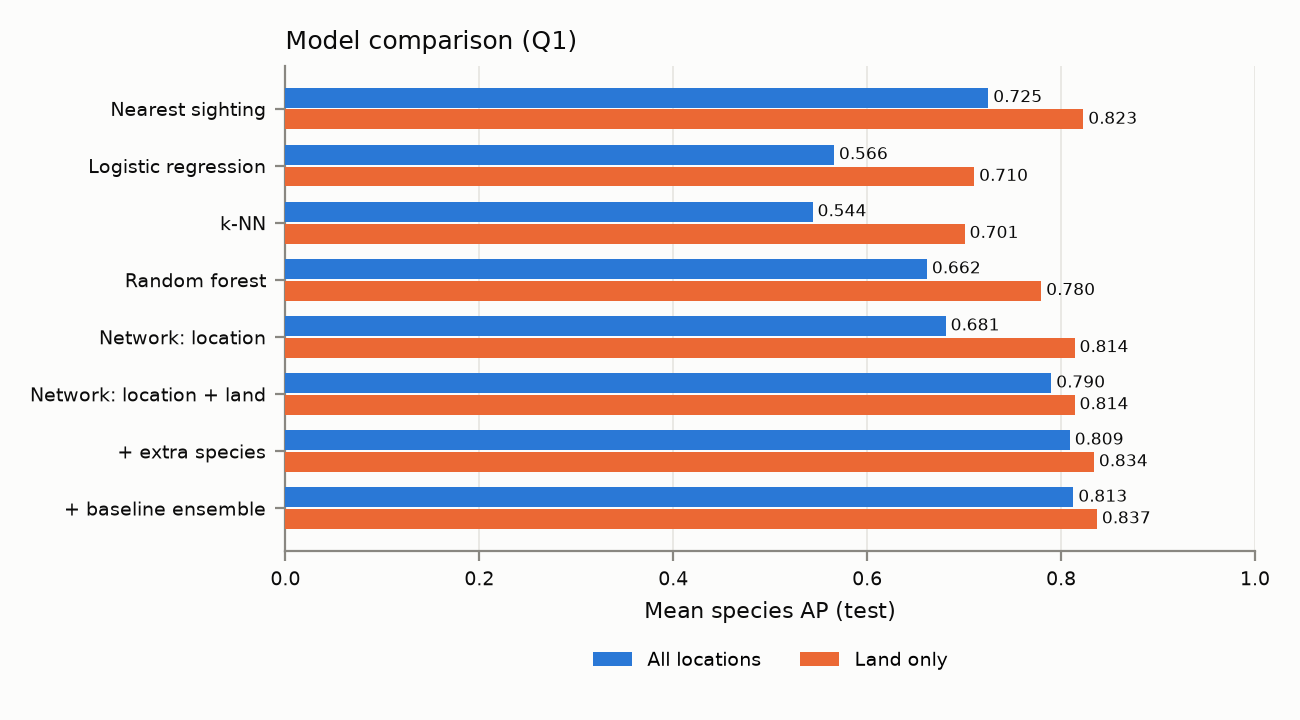 Model comparison (Q1)
Nearest sighting
0.725
0.823
Logistic regression
0.566
0.710
k-NN
0.544
0.701
Random forest
0.662
0.780
Network: location
0.681
0.814
Network: location + land
0.790
0.814
+ extra species
0.809
0.834
+ baseline ensemble
0.813
0.837
0.0 0.2 0.4 0.6 0.8 1.0
Mean species AP (test)
All locations Land only